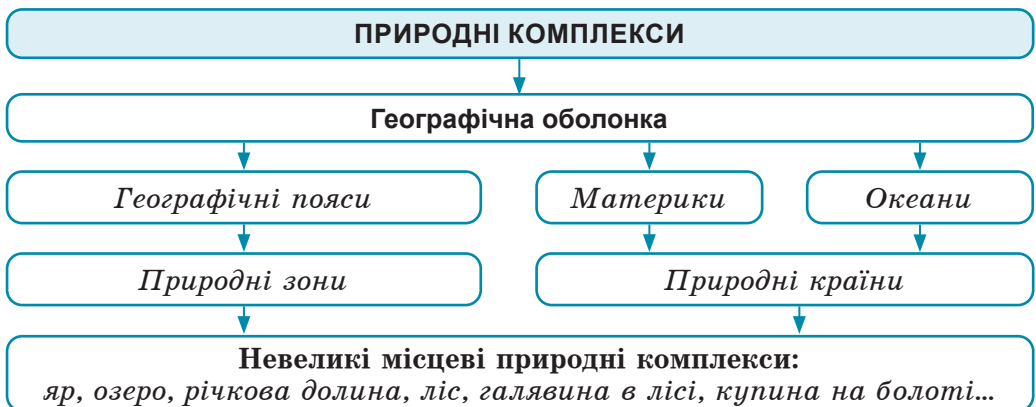 ПРИРОДНІ КОМПЛЕКСИ
Географічна оболонка
Географічні пояси
Материки
Океани
Природні зони
Природні країни
Невеликі місцеві природні комплекси:
яр, озеро, річкова долина, ліс, галявина в лісі, купина на болоті...